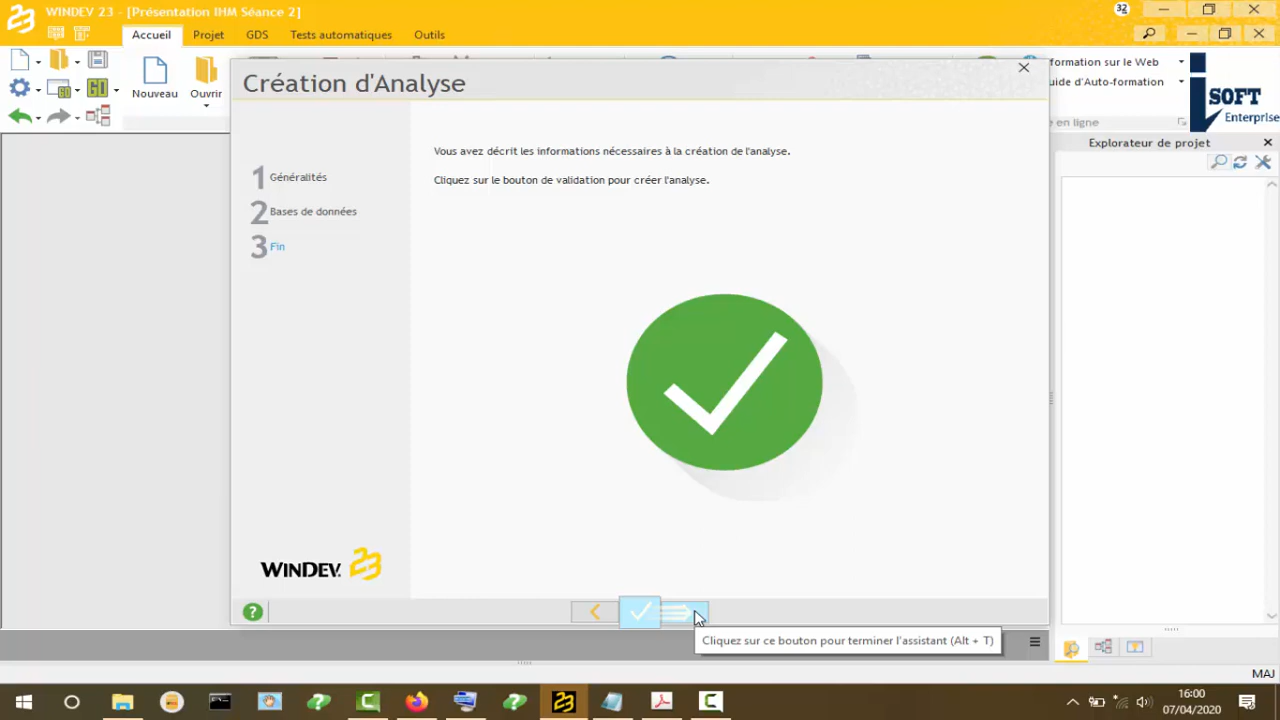 WINDEV 23 - [Présentation IHM Séance 2]
32
Accueil
Projet
GDS
Tests automatiques
Outils
Nouveau
Ouvrir
formation sur le Web
uide d'Auto-formation
e en ligne
SOFT
Enterprise
Création d'Analyse
1 Généralités
2 Bases de données
3 Fin
Vous avez décrit les informations nécessaires à la création de l'analyse.
Cliquez sur le bouton de validation pour créer l'analyse.
Explorateur de projet
WINDEV 23
Cliquez sur ce bouton pour terminer l'assistant (Alt + T)
MAJ
16:00
07/04/2020